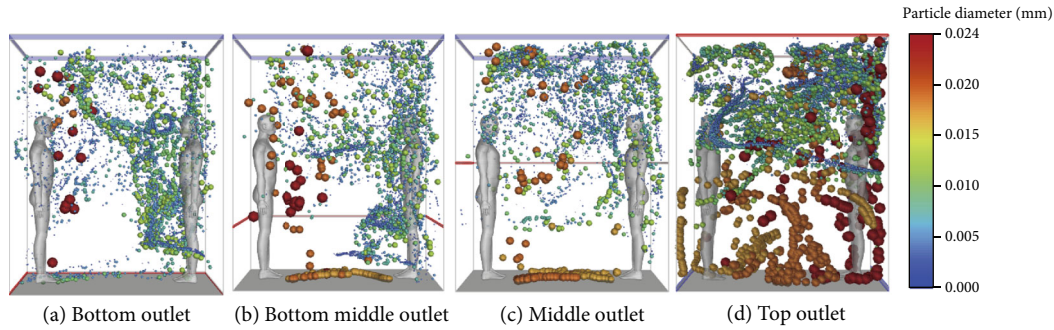 Particle diameter (mm)
0.024
0.020
0.015
0.010
0.005
0.000
(a) Bottom outlet
(b) Bottom middle outlet
(c) Middle outlet
(d) Top outlet